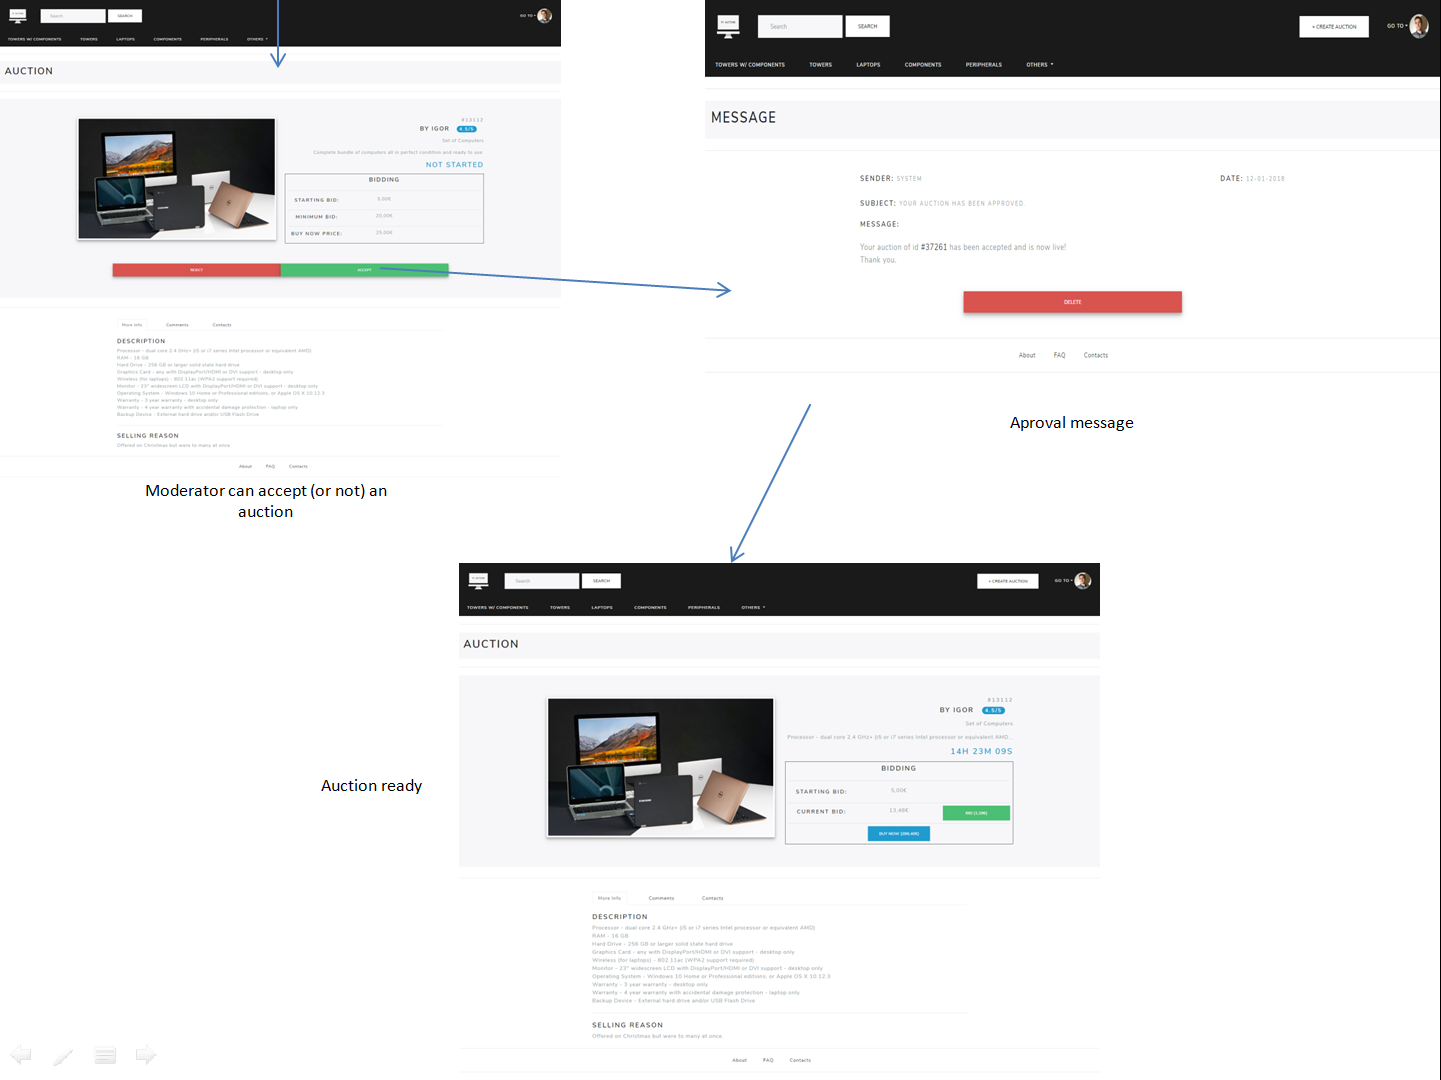 Search
SEARCH
GO TO
TOWERS W/ COMPONENTS TOWERS LAPTOPS COMPONENTS PERIPHERALS OTHERS
AUCTION
#13112
BY IGOR 4.5/5
Set of Computers
Complete bundle of computers all in perfect condition and ready to use.
NOT STARTED
BIDDING
STARTING BID: 5,00€
MINIMUM BID: 20,00€
BUY NOW PRICE: 35,00€
REJECT ACCEPT
More Info Comments Contacts
DESCRIPTION
Processor - dual core 2.4 GHz+ (i5 or i7 series Intel processor or equivalent AMD)
RAM - 16 GB
Hard Drive - 256 GB or larger solid state hard drive
Graphics Card - any with DisplayPort/HDMI or DVI support - desktop only
Wireless (for laptops) - 802.11ac (WPA2 support required)
Monitor - 23" widescreen LCD with DisplayPort/HDMI or DVI support - desktop only
Operating System - Windows 10 Home or Professional editions, or Apple OS X 10.12.3
Warranty - 3 year warranty - desktop only
Warranty - 4 year warranty with accidental damage protection - laptop only
Backup Device - External hard drive and/or USB Flash Drive
SELLING REASON
Offered on Christmas but were to many at once
About FAQ Contacts
Moderator can accept (or not) an
auction
Search
SEARCH
+ CREATE AUCTION
GO TO
TOWERS W/ COMPONENTS TOWERS LAPTOPS COMPONENTS PERIPHERALS OTHERS
MESSAGE
SENDER: SYSTEM DATE: 12-01-2018
SUBJECT: YOUR AUCTION HAS BEEN APPROVED.
MESSAGE:
Your auction of id #37261 has been accepted and is now live!
Thank you.
DELETE
About FAQ Contacts
Aproval message
Search
SEARCH
+ CREATE AUCTION
GO TO
TOWERS W/ COMPONENTS TOWERS LAPTOPS COMPONENTS PERIPHERALS OTHERS
AUCTION
#13112
BY IGOR 4.5/5
Set of Computers
Processor - dual core 2.4 GHz+ (i5 or i7 series Intel processor or equivalent AMD...
14H 23M 09S
BIDDING
STARTING BID: 5,00€
CURRENT BID: 13,48€
BUY NOW
Auction ready
More Info Comments Contacts
DESCRIPTION
Processor - dual core 2.4 GHz+ (i5 or i7 series Intel processor or equivalent AMD)
RAM - 16 GB
Hard Drive - 256 GB or larger solid state hard drive
Graphics Card - any with DisplayPort/HDMI or DVI support - desktop only
Wireless (for laptops) - 802.11ac (WPA2 support required)
Monitor - 23" widescreen LCD with DisplayPort/HDMI or DVI support - desktop only
Operating System - Windows 10 Home or Professional editions, or Apple OS X 10.12.3
Warranty - 3 year warranty - desktop only
Warranty - 4 year warranty with accidental damage protection - laptop only
Backup Device - External hard drive and/or USB Flash Drive
SELLING REASON
Offered on Christmas but were to many at once
About FAQ Contacts